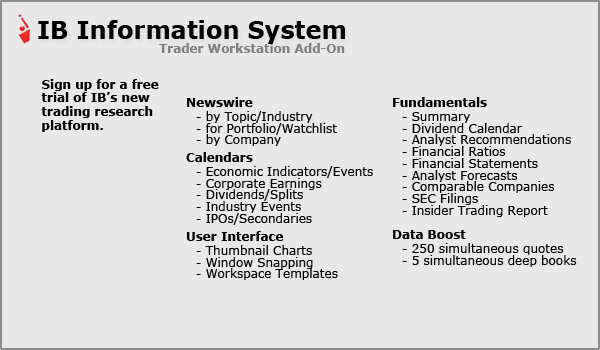 IB Information System
Trader Workstation Add-On
Sign up for a free
trial of IB's new
trading research
platform.
Newswire
- by Topic/Industry
- for Portfolio/Watchlist
- by Company
Calendars
- Economic Indicators/Events
- Corporate Earnings
- Dividends/Splits
- Industry Events
- IPOs/Secondaries
User Interface
- Thumbnail Charts
- Window Snapping
- Workspace Templates
Fundamentals
- Summary
- Dividend Calendar
- Analyst Recommendations
- Financial Ratios
- Financial Statements
- Analyst Forecasts
- Comparable Companies
- SEC Filings
- Insider Trading Report
Data Boost
- 250 simultaneous quotes
- 5 simultaneous deep books